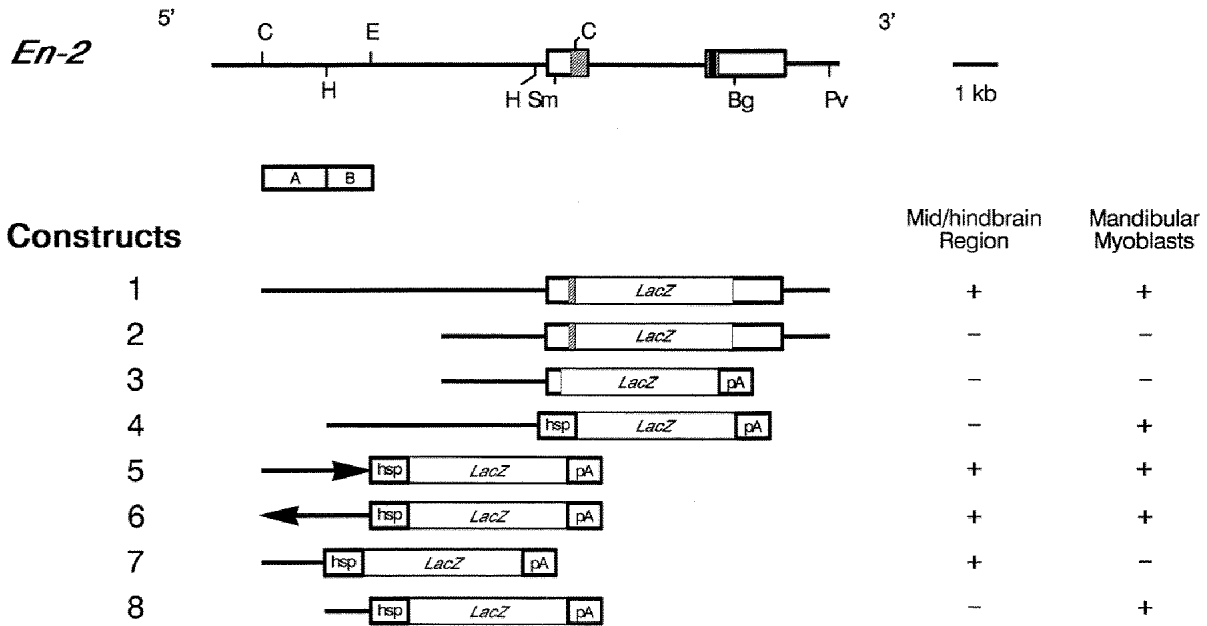 5' 3'
En-2
C E C
H H Sm Bg Pv
1 kb
A B
Constructs
Mid/hindbrain Region
Mandibular Myoblasts
1 LacZ + +
2 LacZ – –
3 LacZ pA – –
4 hsp LacZ pA – +
5 hsp LacZ pA + +
6 hsp LacZ pA + +
7 hsp LacZ pA + –
8 hsp LacZ pA – +